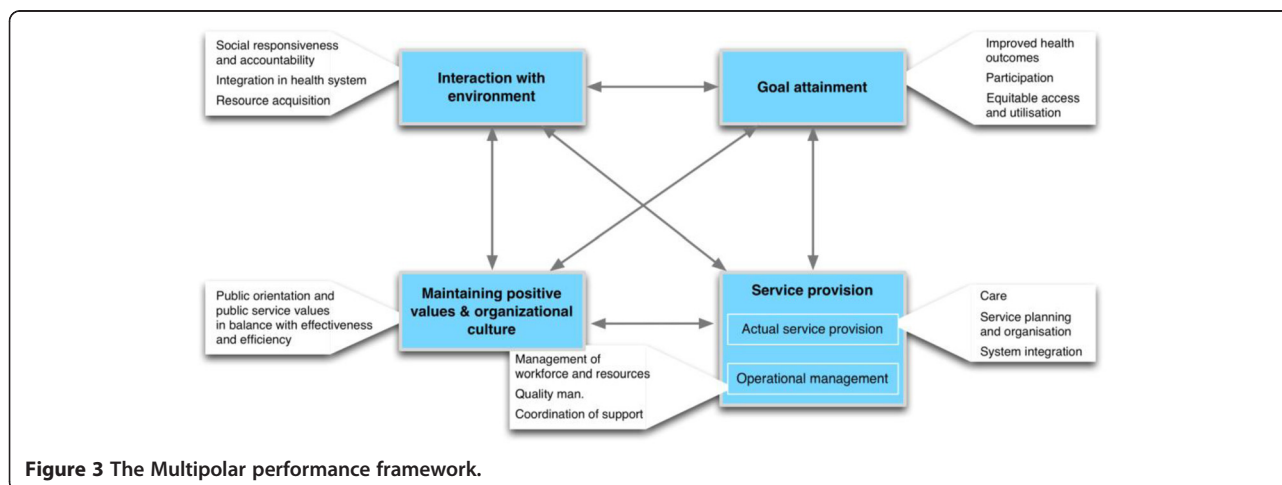 Social responsiveness
and accountability
Integration in health system
Resource acquisition
Interaction with
environment
Goal attainment
Improved health
outcomes
Participation
Equitable access
and utilisation
Public orientation and
public service values
in balance with effectiveness
and efficiency
Maintaining positive
values & organizational
culture
Service provision
Actual service provision
Operational management
Care
Service planning
and organisation
System integration
Management of
workforce and resources
Quality man.
Coordination of support
Figure 3 The Multipolar performance framework.